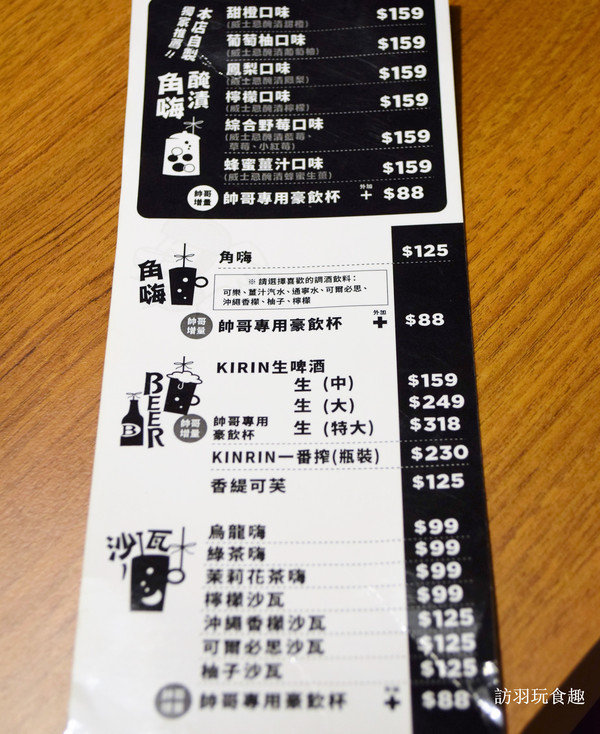 本店自製
獨家推薦!!
醃漬
角嗨
甜橙口味 $159
(威士忌醃漬甜橙)
葡萄柚口味 $159
(威士忌醃漬葡萄柚)
鳳梨口味 $159
(威士忌醃漬鳳梨)
檸檬口味 $159
(威士忌醃漬檸檬)
綜合野莓口味 $159
(威士忌醃漬藍莓、
草莓、小紅莓)
蜂蜜薑汁口味 $159
(威士忌醃漬蜂蜜生薑)
帥哥增量 帥哥專用豪飲杯 外加+ $88
角嗨
角嗨 $125
※請選擇喜歡的調酒飲料：
可樂、薑汁汽水、通寧水、可爾必思、
沖繩香檬、柚子、檸檬
帥哥增量 帥哥專用豪飲杯 外加+ $88
BEER
B
KIRIN生啤酒
生 (中) $159
生 (大) $249
帥哥增量 帥哥專用豪飲杯 生 (特大) $318
KINRIN一番搾(瓶裝) $230
香緹可芙 $125
沙瓦
烏龍嗨 $99
綠茶嗨 $99
茉莉花茶嗨 $99
檸檬沙瓦 $99
沖繩香檬沙瓦 $125
可爾必思沙瓦 $125
柚子沙瓦 $125
帥哥專用豪飲杯 外加+ $88
訪羽玩食趣